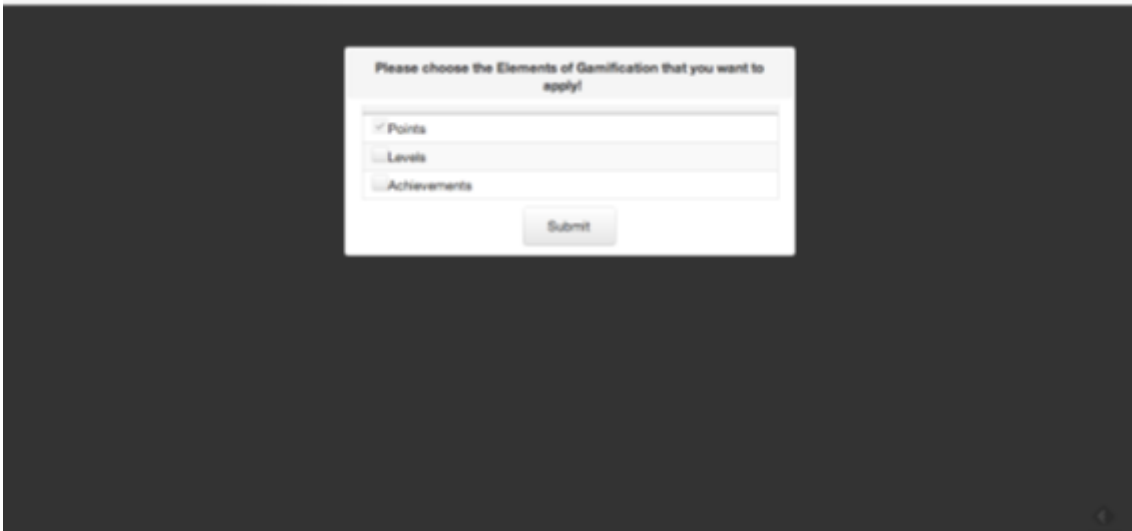 Please choose the Elements of Gamification that you want to
apply!
Points
Levels
Achievements
Submit